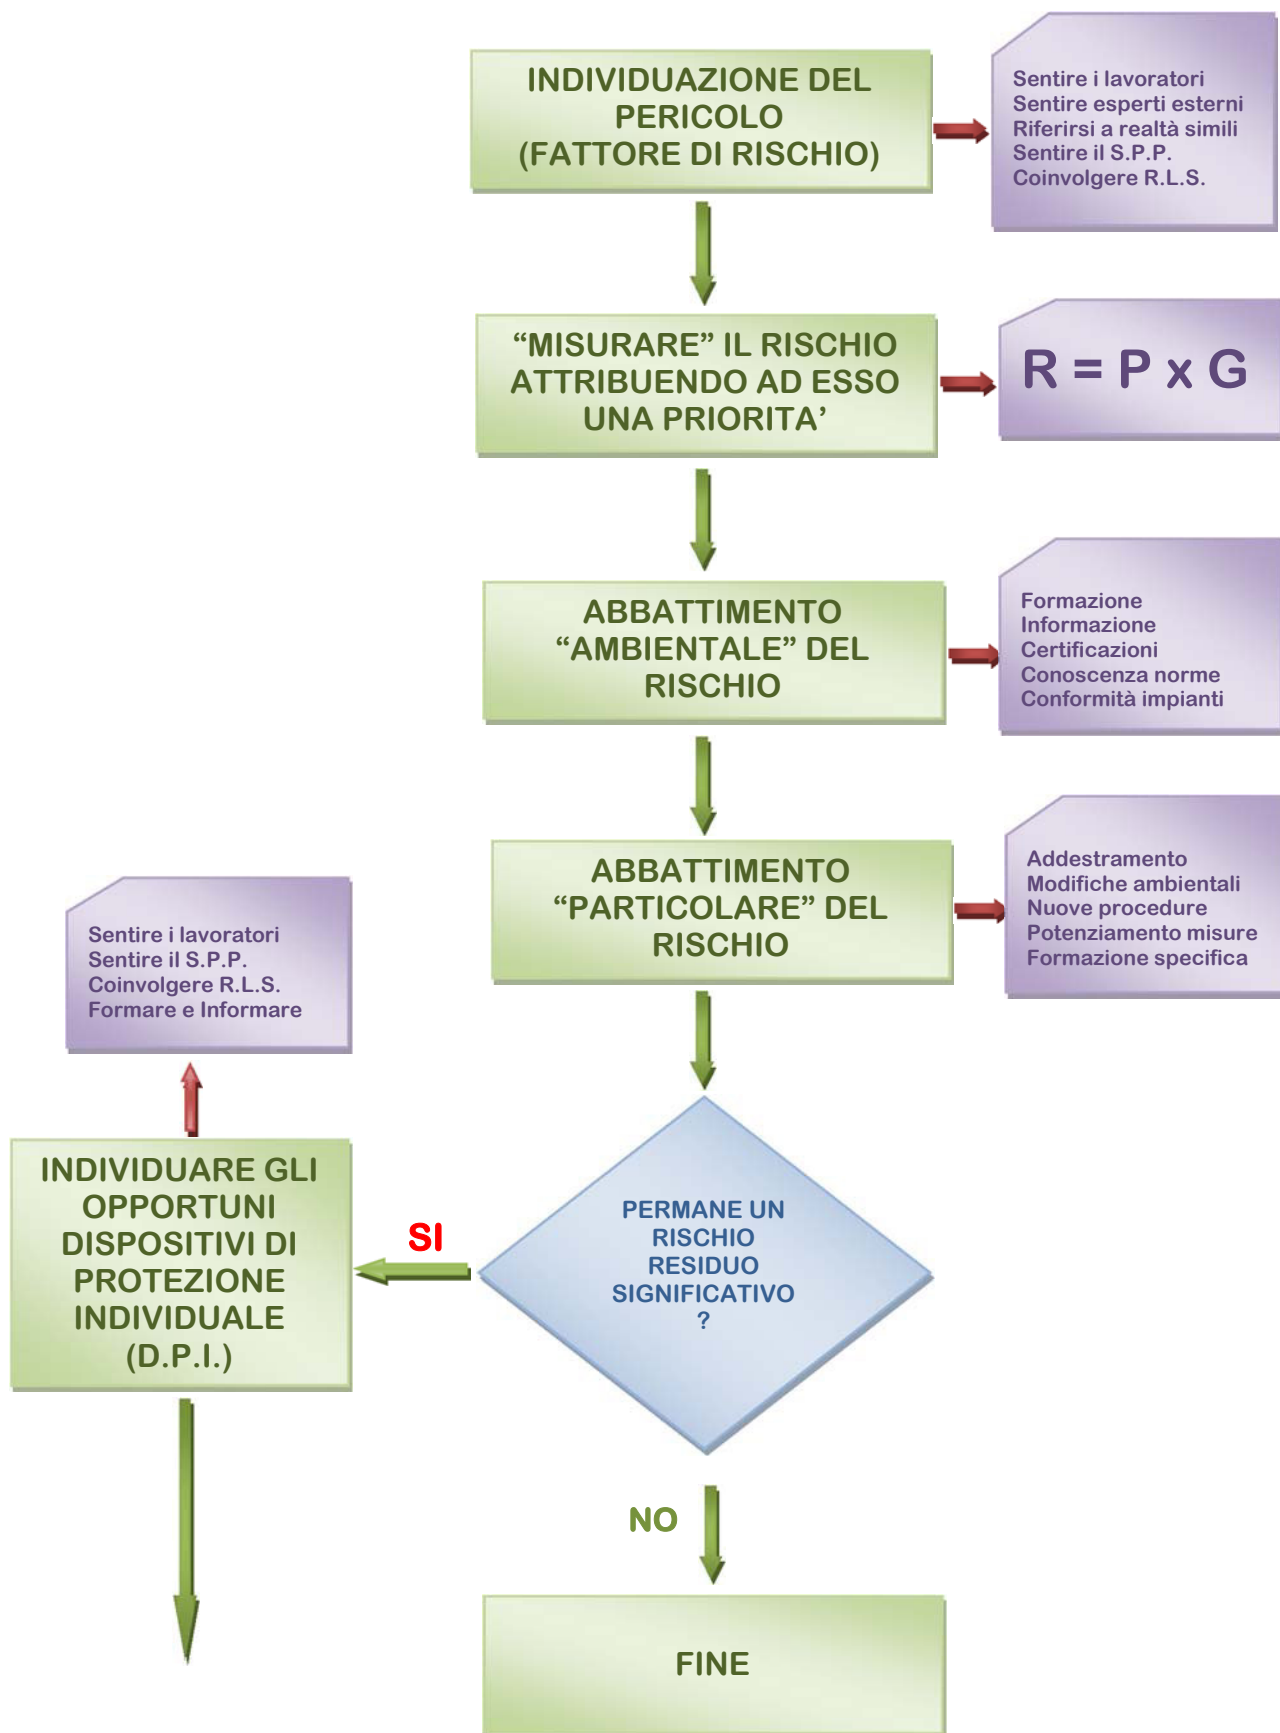 INDIVIDUAZIONE DEL
PERICOLO
(FATTORE DI RISCHIO)
Sentire i lavoratori
Sentire esperti esterni
Riferirsi a realtà simili
Sentire il S.P.P.
Coinvolgere R.L.S.
“MISURARE” IL RISCHIO
ATTRIBUENDO AD ESSO
UNA PRIORITA’
R = P x G
ABBATTIMENTO
“AMBIENTALE” DEL
RISCHIO
Formazione
Informazione
Certificazioni
Conoscenza norme
Conformità impianti
ABBATTIMENTO
“PARTICOLARE” DEL
RISCHIO
Addestramento
Modifiche ambientali
Nuove procedure
Potenziamento misure
Formazione specifica
PERMANE UN
RISCHIO
RESIDUO
SIGNIFICATIVO
?
SI
INDIVIDUARE GLI
OPPORTUNI
DISPOSITIVI DI
PROTEZIONE
INDIVIDUALE
(D.P.I.)
Sentire i lavoratori
Sentire il S.P.P.
Coinvolgere R.L.S.
Formare e Informare
NO
FINE